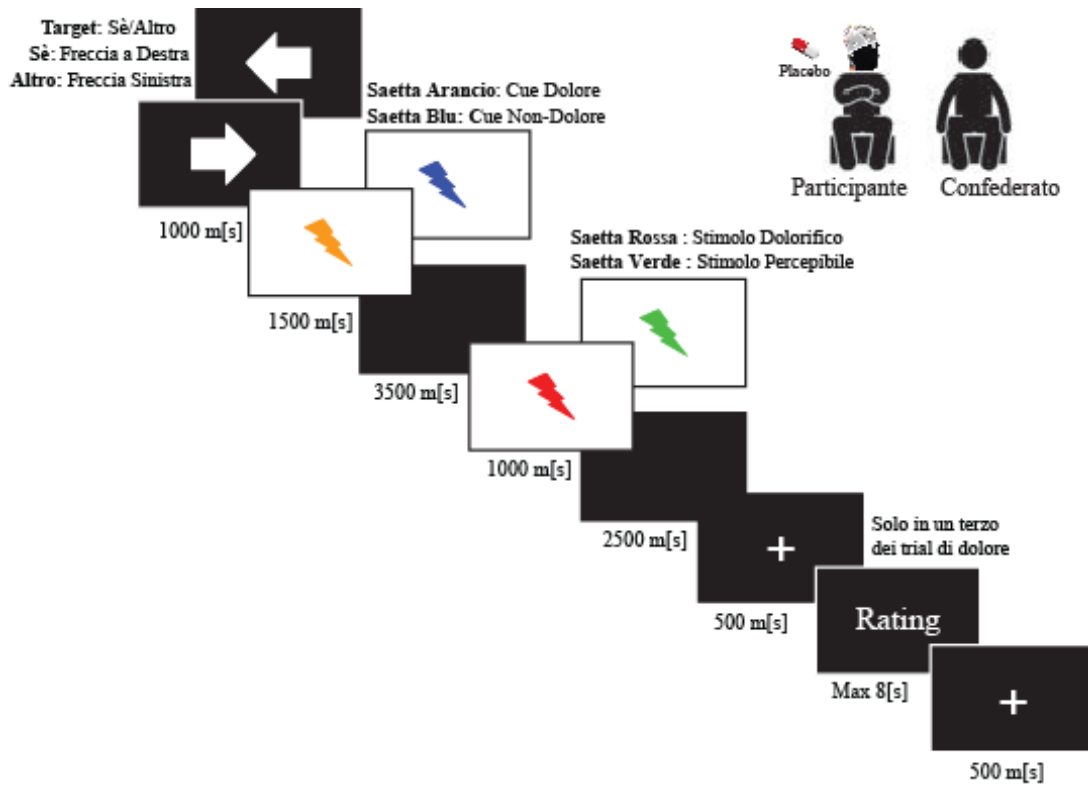 Target: Sè/Altro
Sè: Freccia a Destra
Altro: Freccia Sinistra
1000 m[s]
Saetta Arancio: Cue Dolore
Saetta Blu: Cue Non-Dolore
1500 m[s]
3500 m[s]
Saetta Rossa : Stimolo Dolorifico
Saetta Verde : Stimolo Percepibile
1000 m[s]
2500 m[s]
500 m[s]
Solo in un terzo
dei trial di dolore
Rating
Max 8[s]
500 m[s]
Placebo
Participante
Confederato